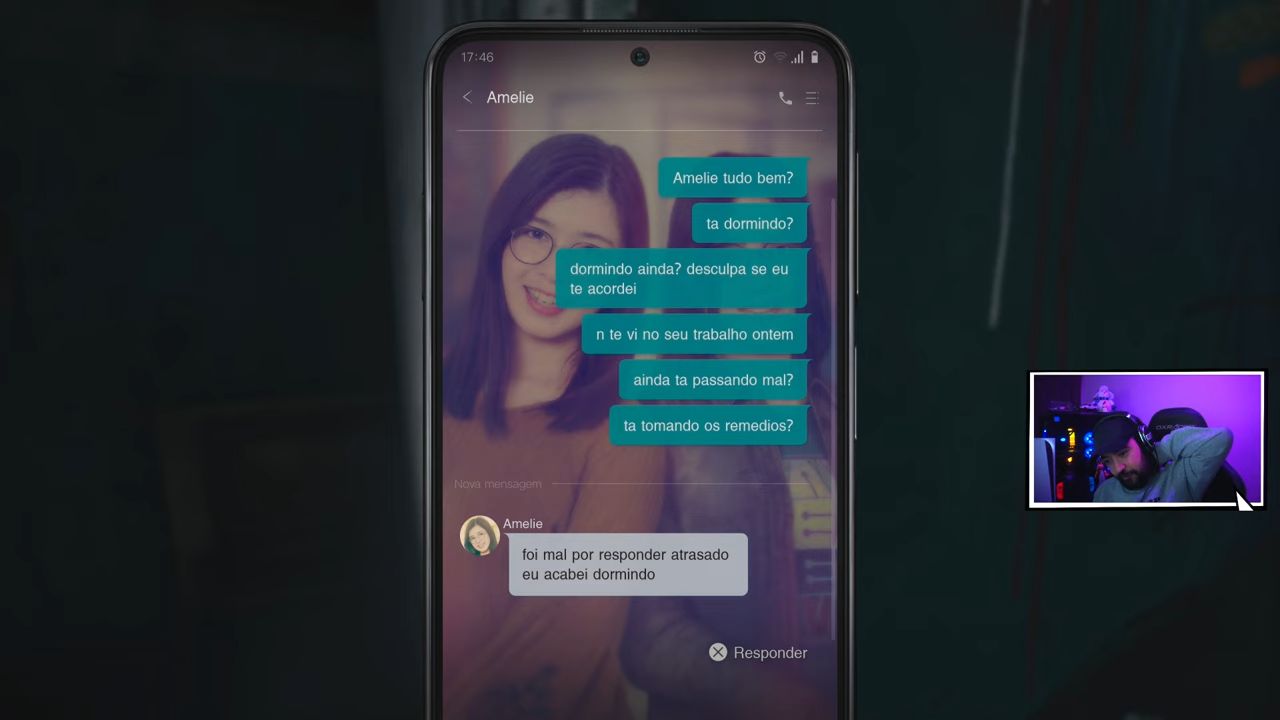 17:46
Amelie
Amelie tudo bem?
ta dormindo?
dormindo ainda? desculpa se eu
te acordei
n te vi no seu trabalho ontem
ainda ta passando mal?
ta tomando os remedios?
Nova mensagem
Amelie
foi mal por responder atrasado
eu acabei dormindo
Responder